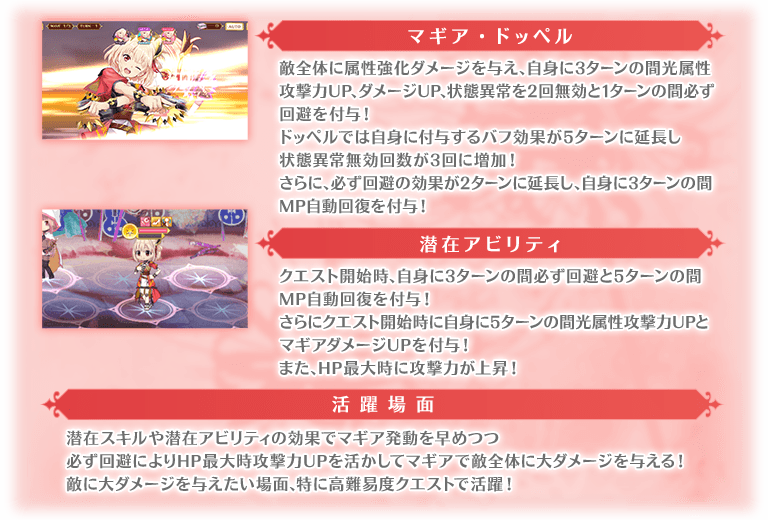 マギア・ドッペル
敵全体に属性強化ダメージを与え、自身に3ターンの間光属性
攻撃力UP、ダメージUP、状態異常を2回無効と1ターンの間必ず
回避を付与！
ドッペルでは自身に付与するバフ効果が5ターンに延長し
状態異常無効回数が3回に増加！
さらに、必ず回避の効果が2ターンに延長し、自身に3ターンの間
MP自動回復を付与！
潜在アビリティ
クエスト開始時、自身に3ターンの間必ず回避と5ターンの間
MP自動回復を付与！
さらにクエスト開始時に自身に5ターンの間光属性攻撃力UPと
マギアダメージUPを付与！
また、HP最大時に攻撃力が上昇！
活躍場面
潜在スキルや潜在アビリティの効果でマギア発動を早めつつ
必ず回避によりHP最大時攻撃力UPを活かしてマギアで敵全体に大ダメージを与える！
敵に大ダメージを与えたい場面、特に高難易度クエストで活躍！